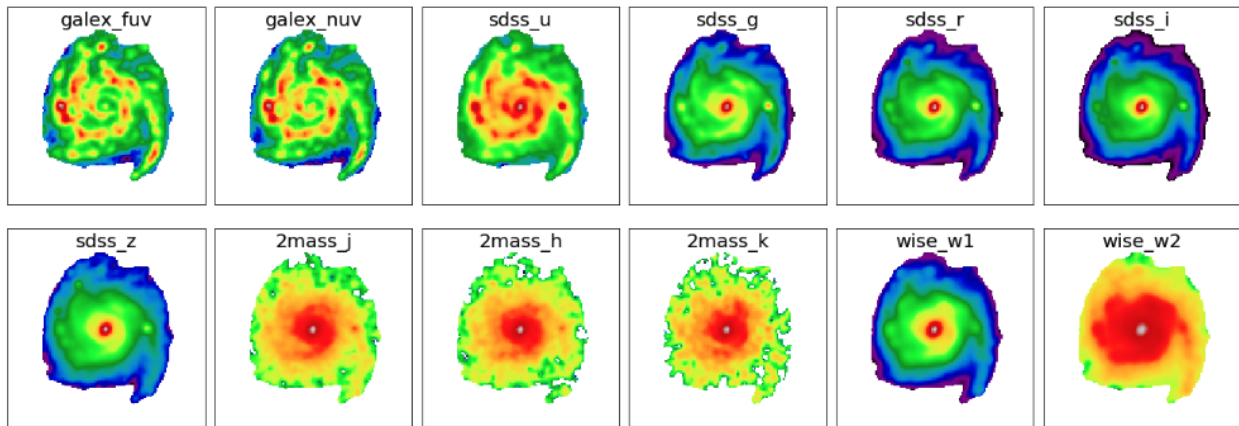 galex_fuv galex_nuv sdss_u sdss_g sdss_r sdss_i
sdss_z 2mass_j 2mass_h 2mass_k wise_w1 wise_w2